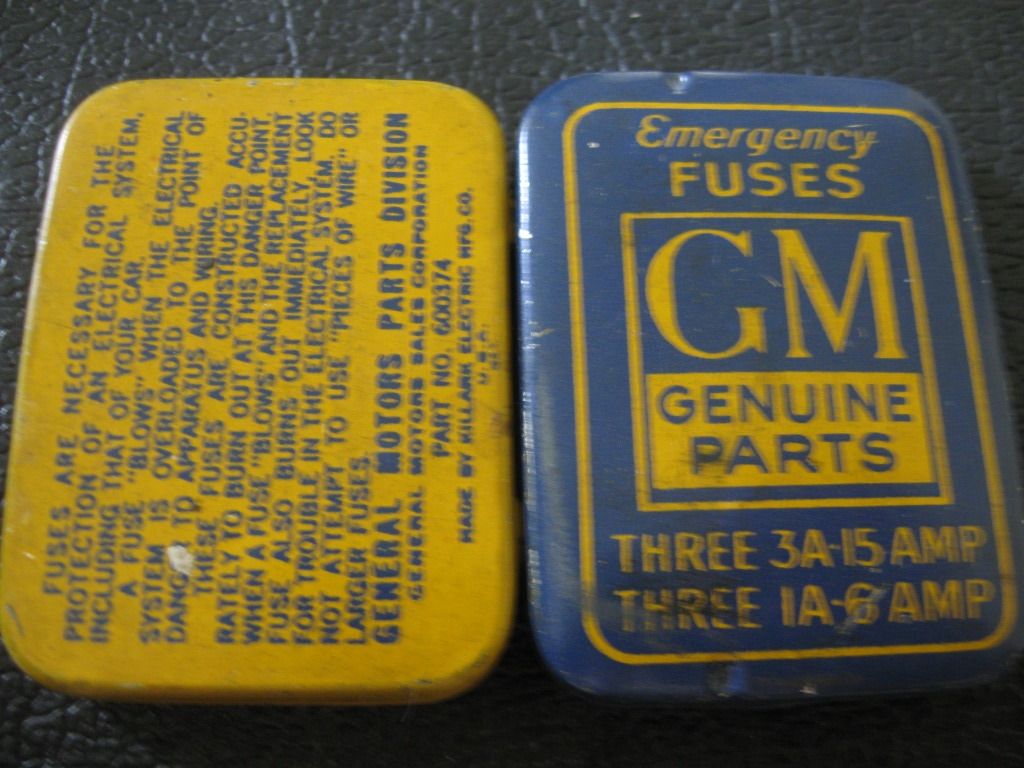 FUSES ARE NECESSARY FOR THE
PROTECTION OF AN ELECTRICAL SYSTEM,
INCLUDING THAT OF YOUR CAR.
A FUSE "BLOWS" WHEN THE ELECTRICAL
SYSTEM IS OVERLOADED TO THE POINT OF
DANGER TO APPARATUS AND WIRING.
THESE FUSES ARE CONSTRUCTED ACCU-
RATELY TO BURN OUT AT THIS DANGER POINT.
WHEN A FUSE "BLOWS" AND THE REPLACEMENT
FUSE ALSO BURNS OUT IMMEDIATELY, LOOK
FOR TROUBLE IN THE ELECTRICAL SYSTEM. DO
NOT ATTEMPT TO USE "PIECES OF WIRE" OR
LARGER FUSES.
GENERAL MOTORS PARTS DIVISION
GENERAL MOTORS SALES CORPORATION
PART NO. 600374
MADE BY KILLARK ELECTRIC MFG. CO.
Emergency
FUSES
GM
GENUINE
PARTS
THREE 3A-15 AMP
THREE 1A-6 AMP